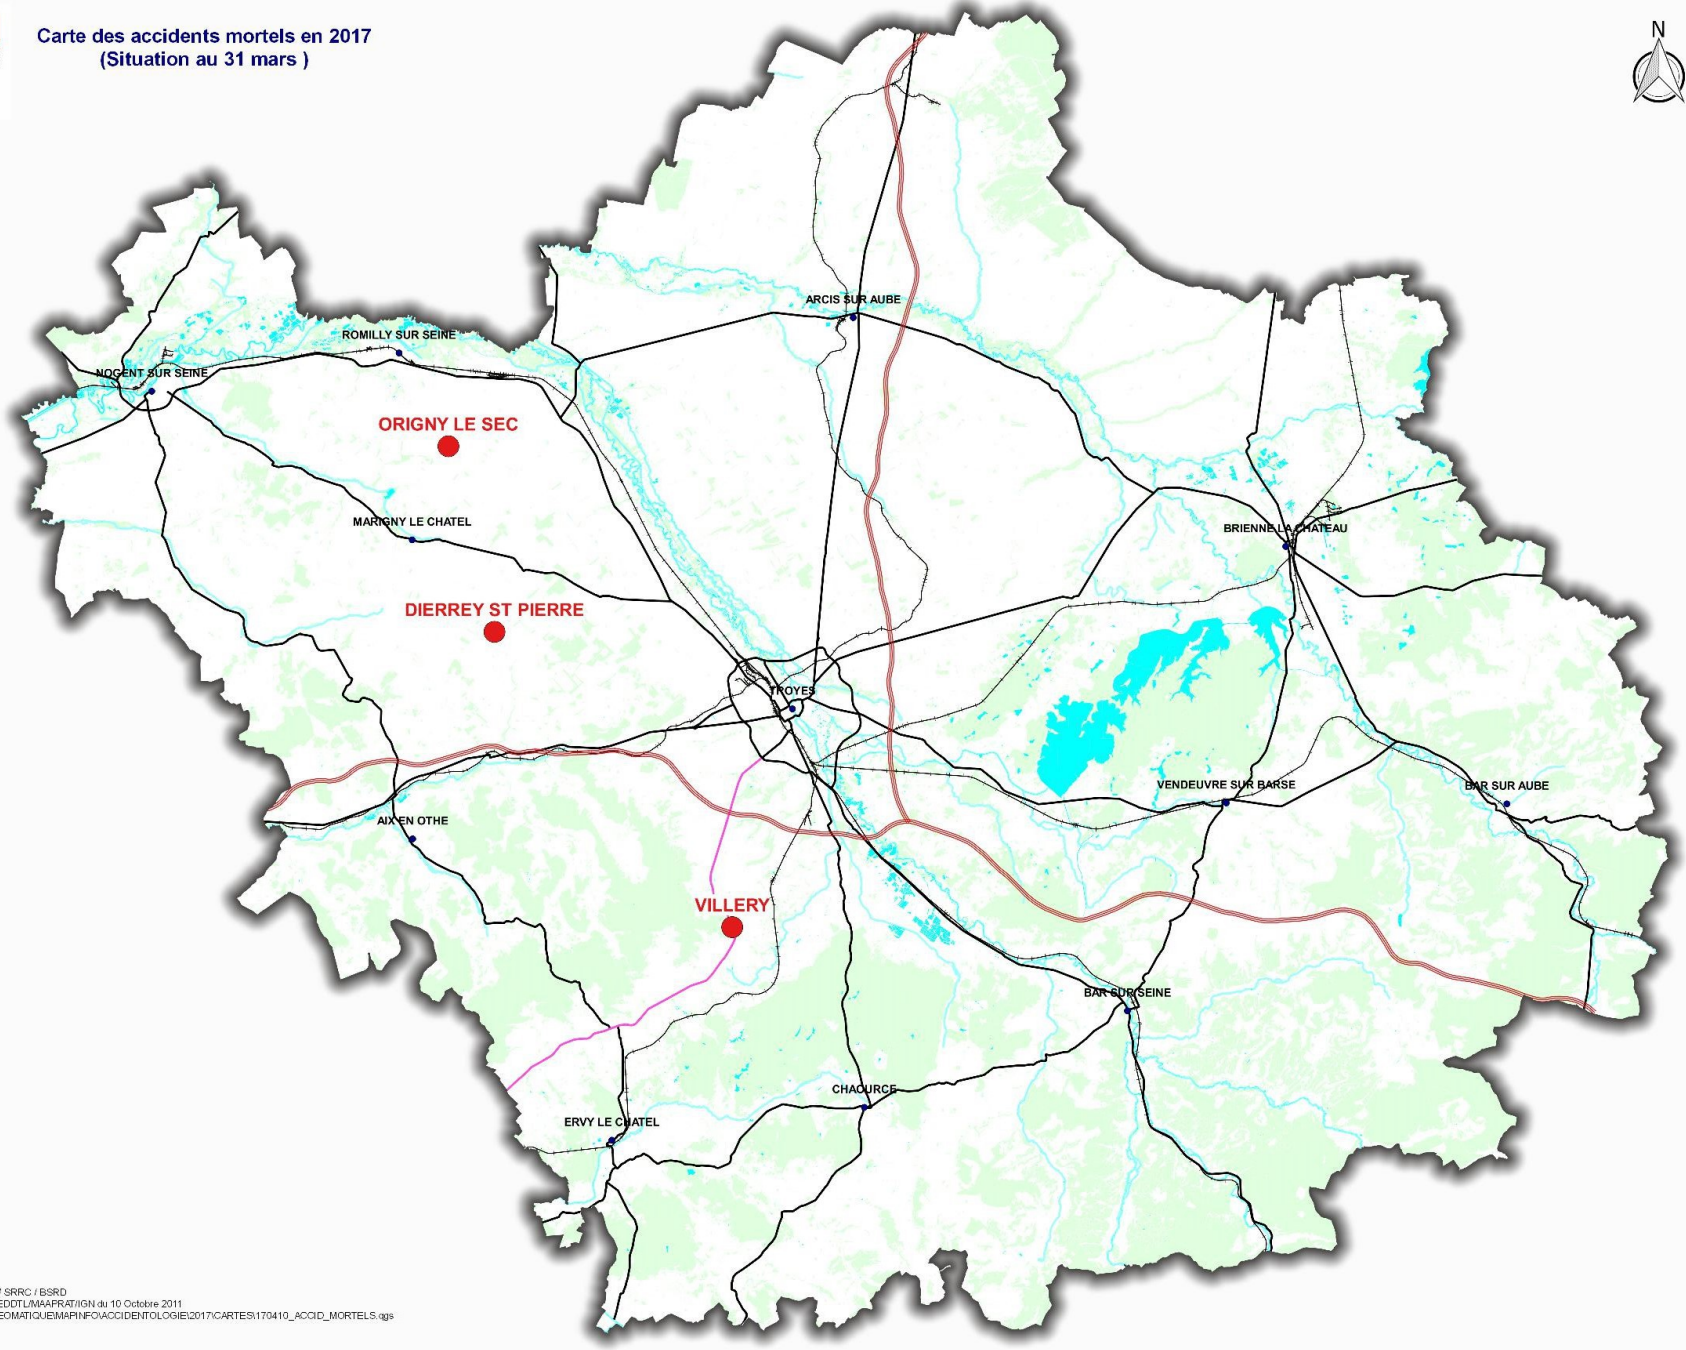 Carte des accidents mortels en 2017
(Situation au 31 mars )
N
ARCIS SUR AUBE
ROMILLY SUR SEINE
NOGENT SUR SEINE
ORIGNY LE SEC
MARIGNY LE CHATEL
BRIENNE LA CHATEAU
DIERREY ST PIERRE
TROYES
VENDEUVRE SUR BARSE
BAR SUR AUBE
AIX EN OTHE
VILLERY
BAR SUR SEINE
CHAOURCE
ERVY LE CHATEL
/ SRRC / BSRD
EDDTL/MAAPRAT/IGN du 10 Octobre 2011
EOMATIQUE\MAPINFO\ACCIDENTOLOGIE\2017\CARTES\170410_ACCID_MORTELS.qgs